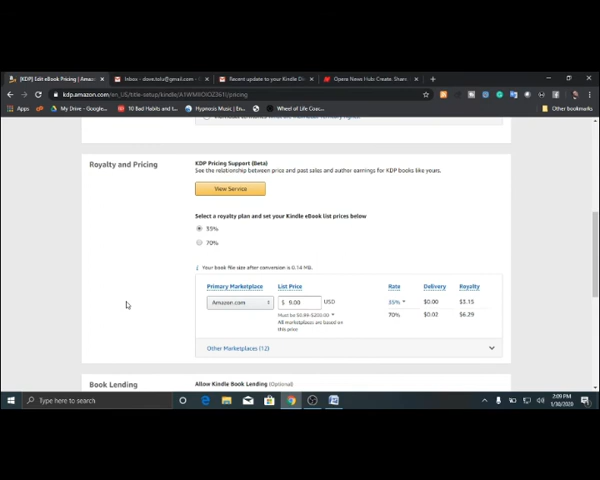 [KDP] Edit eBook Pricing | Amaz
Recent update to your Kindle Di
Opera News Hub Create. Share
kdp.amazon.com/en_US/title-setup/kindle/A1WMIIOIOZ361I/pricing
Apps
My Drive - Google...
10 Bad Habits and t...
Hypnosis Music | En...
Wheel of Life Coac...
Other bookmarks
Royalty and Pricing
KDP Pricing Support (Beta)
See the relationship between price and past sales and author earnings for KDP books like yours.
View Service
Select a royalty plan and set your Kindle eBook list prices below
35%
70%
Your book file size after conversion is 0.14 MB.
Primary Marketplace List Price Rate Delivery Royalty
Amazon.com $ 9.00 USD 35% $0.00 $3.15
Must be $0.99-$200.00
70% $0.02 $6.29
All marketplaces are based on
this price
Other Marketplaces (12)
Book Lending
Allow Kindle Book Lending (Optional)
Type here to search
2:09 PM
1/30/2020